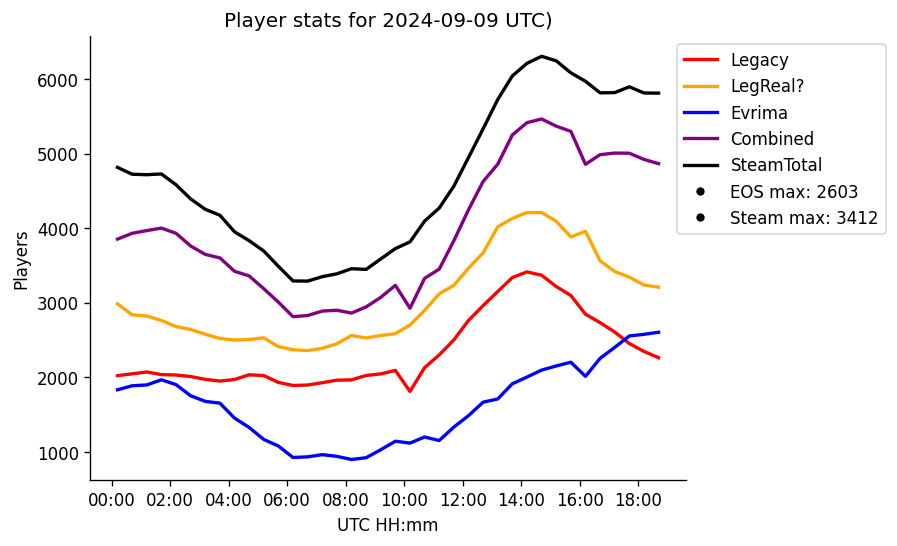 Player stats for 2024-09-09 UTC)
Legacy
LegReal?
Evrima
Combined
SteamTotal
EOS max: 2603
Steam max: 3412
Players
6000
5000
4000
3000
2000
1000
00:00 02:00 04:00 06:00 08:00 10:00 12:00 14:00 16:00 18:00
UTC HH:mm